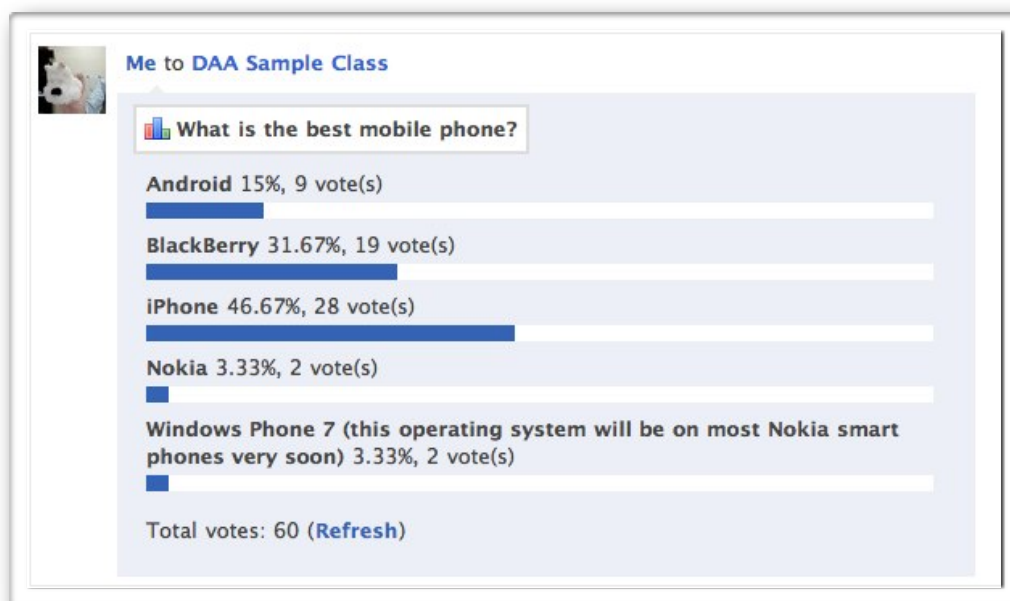 Me to DAA Sample Class
What is the best mobile phone?
Android 15%, 9 vote(s)
BlackBerry 31.67%, 19 vote(s)
iPhone 46.67%, 28 vote(s)
Nokia 3.33%, 2 vote(s)
Windows Phone 7 (this operating system will be on most Nokia smart
phones very soon) 3.33%, 2 vote(s)
Total votes: 60 (Refresh)